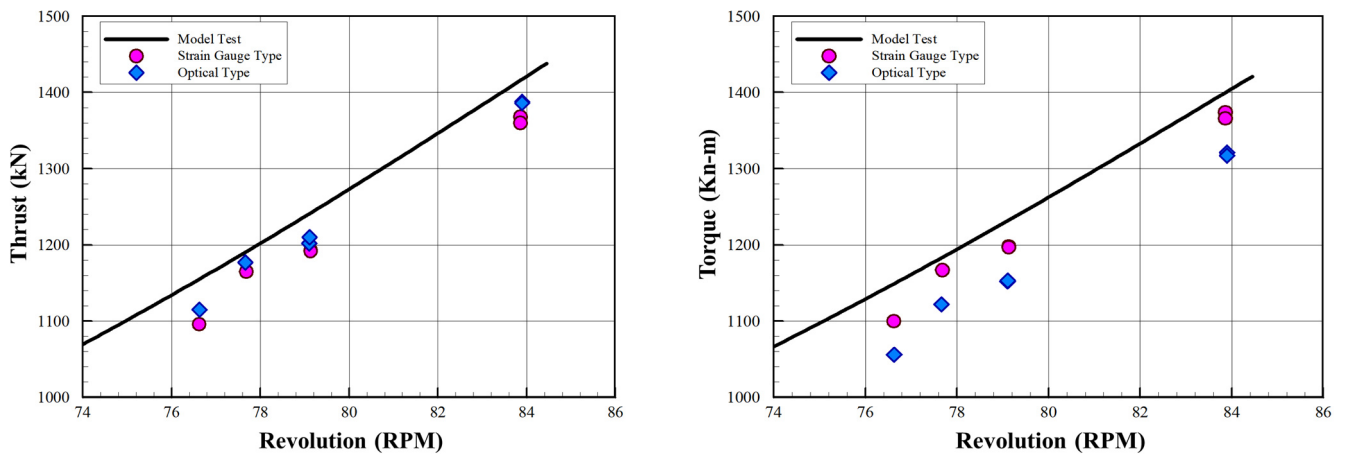 1500
1400
1300
1200
1100
1000
Thrust (kN)
Model Test
Strain Gauge Type
Optical Type
74 76 78 80 82 84 86
Revolution (RPM)
1500
1400
1300
1200
1100
1000
Torque (Kn-m)
Model Test
Strain Gauge Type
Optical Type
74 76 78 80 82 84 86
Revolution (RPM)